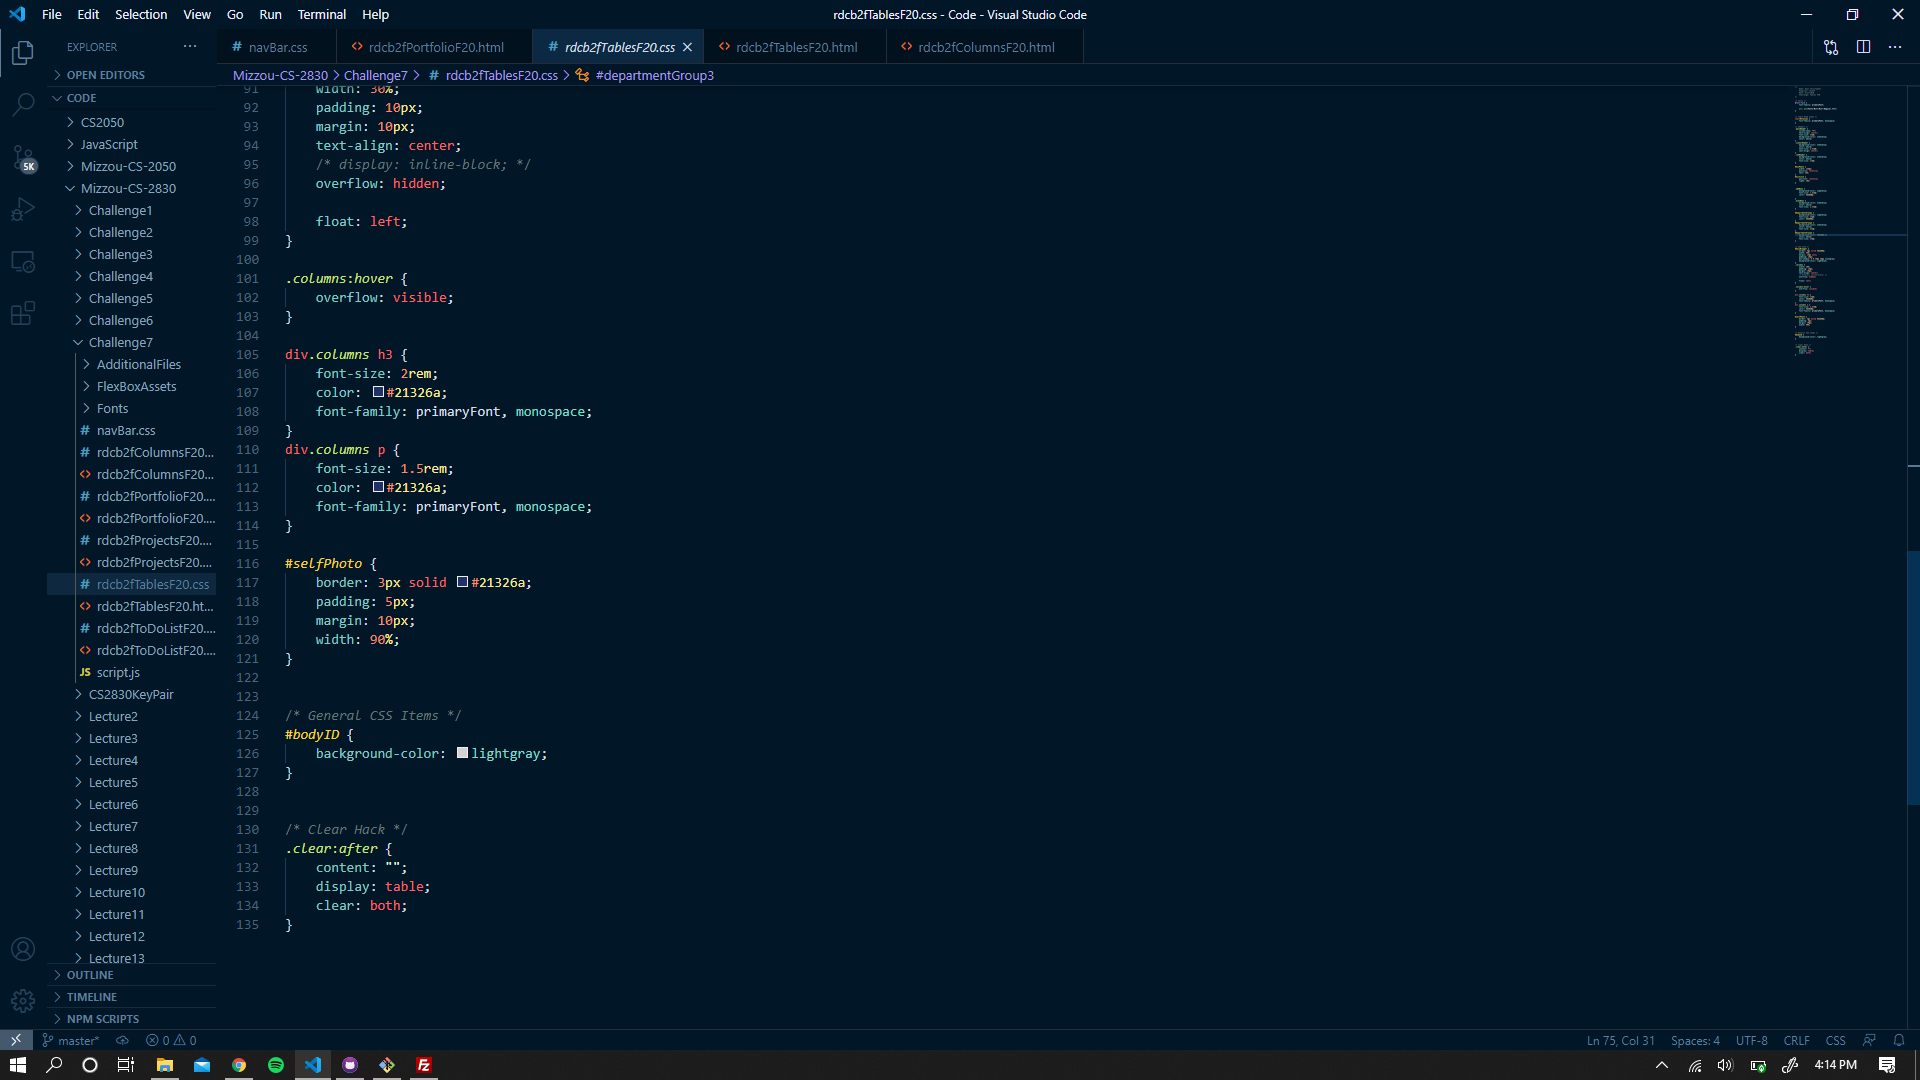 File Edit Selection View Go Run Terminal Help
rdcb2fTablesF20.css - Code - Visual Studio Code
EXPLORER
# navBar.css
<> rdcb2fPortfolioF20.html
# rdcb2fTablesF20.css
<> rdcb2fTablesF20.html
<> rdcb2fColumnsF20.html
Mizzou-CS-2830 > Challenge7 > # rdcb2fTablesF20.css > #departmentGroup3
OPEN EDITORS
CODE
CS2050
JavaScript
Mizzou-CS-2050
Mizzou-CS-2830
Challenge1
Challenge2
Challenge3
Challenge4
Challenge5
Challenge6
Challenge7
AdditionalFiles
FlexBoxAssets
Fonts
# navBar.css
# rdcb2fColumnsF20...
<> rdcb2fColumnsF20...
# rdcb2fPortfolioF20....
<> rdcb2fPortfolioF20....
# rdcb2fProjectsF20....
<> rdcb2fProjectsF20....
# rdcb2fTablesF20.css
<> rdcb2fTablesF20.ht...
# rdcb2fToDoListF20....
<> rdcb2fToDoListF20....
JS script.js
CS2830KeyPair
Lecture2
Lecture3
Lecture4
Lecture5
Lecture6
Lecture7
Lecture8
Lecture9
Lecture10
Lecture11
Lecture12
Lecture13
OUTLINE
TIMELINE
NPM SCRIPTS
5K
91 width: 30%;
92 padding: 10px;
93 margin: 10px;
94 text-align: center;
95 /* display: inline-block; */
96 overflow: hidden;
97
98 float: left;
99 }
100
101 .columns:hover {
102 overflow: visible;
103 }
104
105 div.columns h3 {
106 font-size: 2rem;
107 color: #21326a;
108 font-family: primaryFont, monospace;
109 }
110 div.columns p {
111 font-size: 1.5rem;
112 color: #21326a;
113 font-family: primaryFont, monospace;
114 }
115
116 #selfPhoto {
117 border: 3px solid #21326a;
118 padding: 5px;
119 margin: 10px;
120 width: 90%;
121 }
122
123
124 /* General CSS Items */
125 #bodyID {
126 background-color: lightgray;
127 }
128
129
130 /* Clear Hack */
131 .clear:after {
132 content: "";
133 display: table;
134 clear: both;
135 }
master* 0 0
Ln 75, Col 31 Spaces: 4 UTF-8 CRLF CSS
4:14 PM